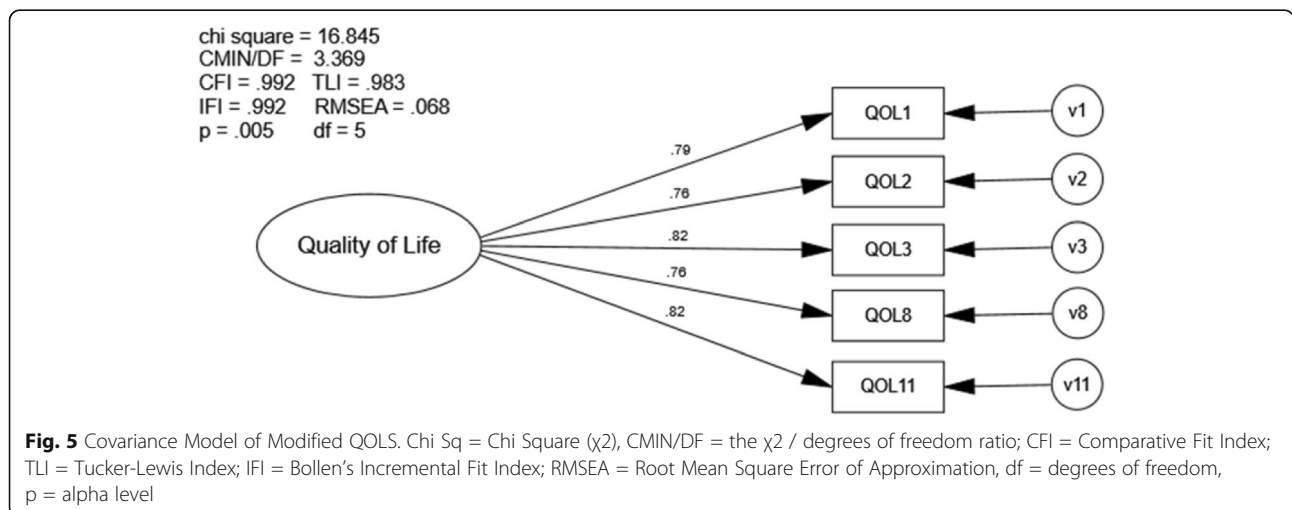 chi square = 16.845
CMIN/DF = 3.369
CFI = .992 TLI = .983
IFI = .992 RMSEA = .068
p = .005 df = 5
Quality of Life
.79
.76
.82
.76
.82
QOL1
v1
QOL2
v2
QOL3
v3
QOL8
v8
QOL11
v11
Fig. 5 Covariance Model of Modified QOLS. Chi Sq = Chi Square (χ2), CMIN/DF = the χ2 / degrees of freedom ratio; CFI = Comparative Fit Index;
TLI = Tucker-Lewis Index; IFI = Bollen's Incremental Fit Index; RMSEA = Root Mean Square Error of Approximation, df = degrees of freedom,
p = alpha level